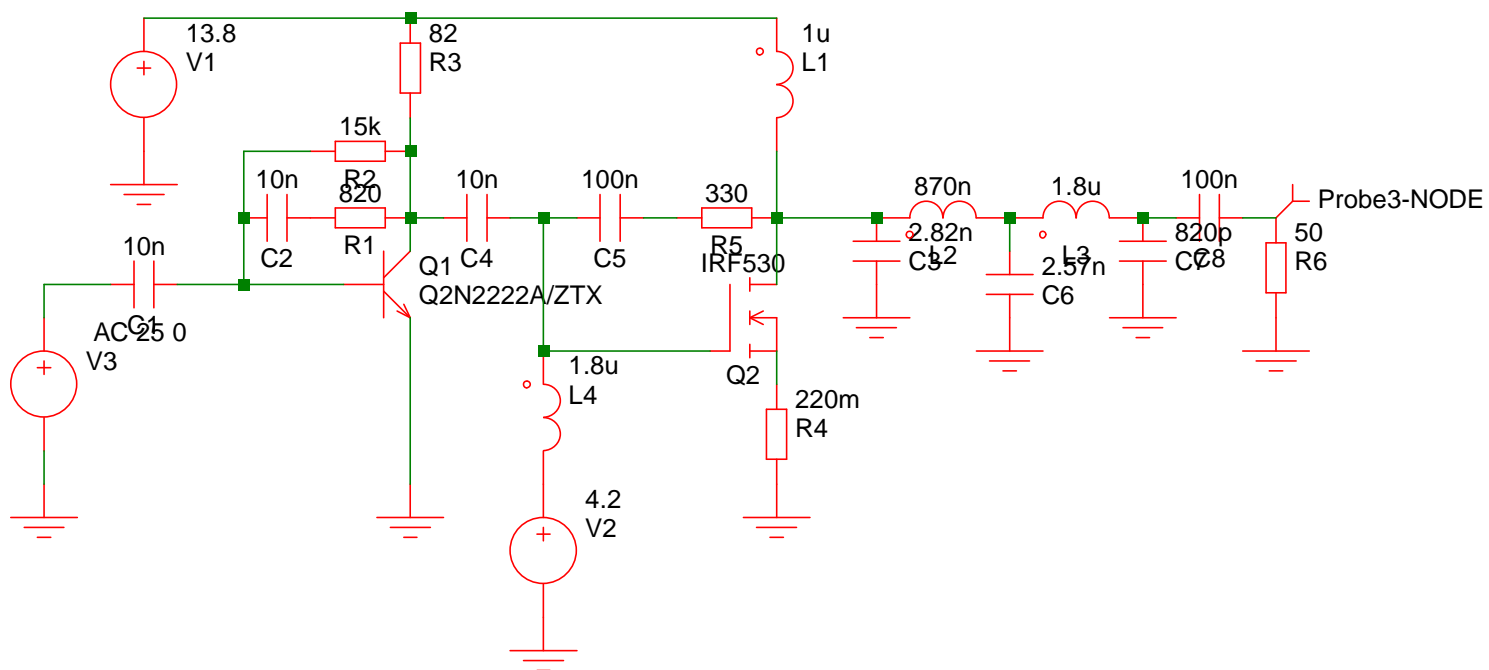 13.8
V1
82
R3
1u
L1
15k
R2
10n
C2
820
R1
10n
C4
100n
C5
330
R5
870n
L2
1.8u
L3
100n
C8
Probe3-NODE
10n
C1
AC 25 0
V3
Q1
Q2N2222A/ZTX
IRF530
Q2
2.82n
C3
2.57n
C6
820p
C7
50
R6
1.8u
L4
220m
R4
4.2
V2